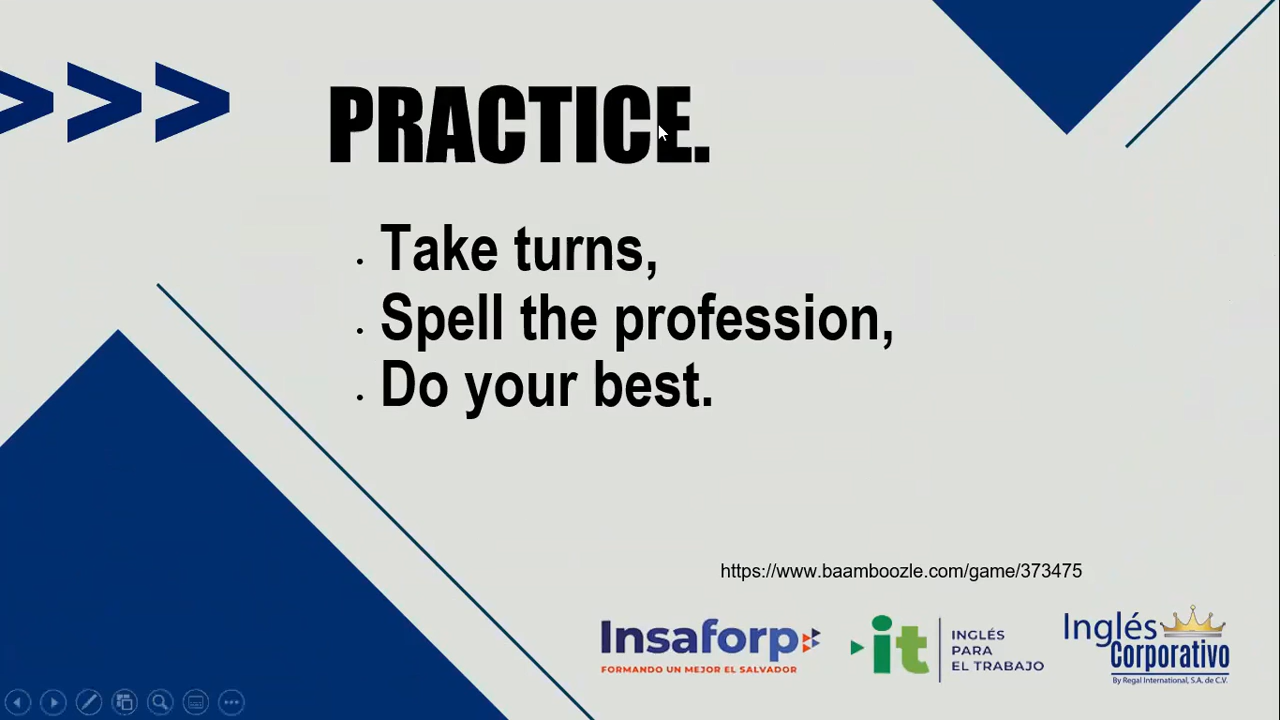 >>>
PRACTICE.
· Take turns,
· Spell the profession,
· Do your best.
https://www.baamboozle.com/game/373475
Insaforp
FORMANDO UN MEJOR EL SALVADOR
it
INGLÉS
PARA
EL TRABAJO
Inglés
Corporativo
By Regal International, S.A. de C.V.